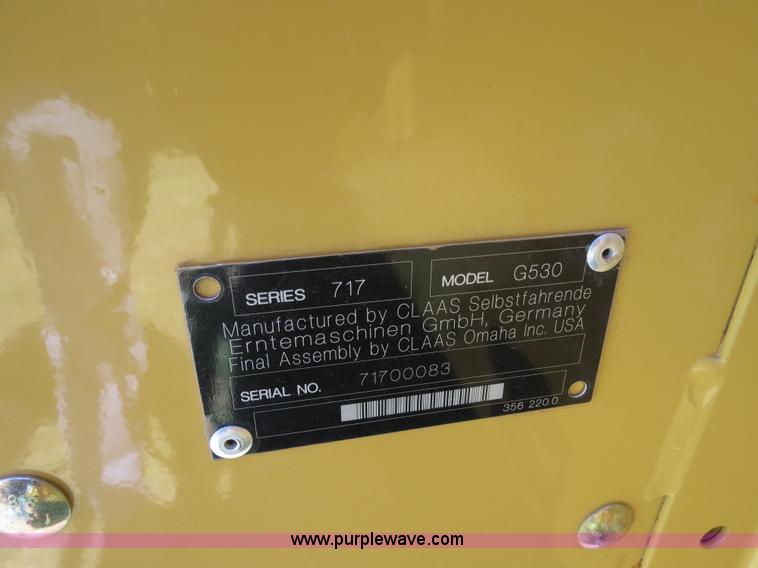 SERIES 717 MODEL G530
Manufactured by CLAAS Selbstfahrende
Erntemaschinen GmbH, Germany
Final Assembly by CLAAS Omaha Inc. USA
SERIAL NO. 71700083
356 220.0
www.purplewave.com